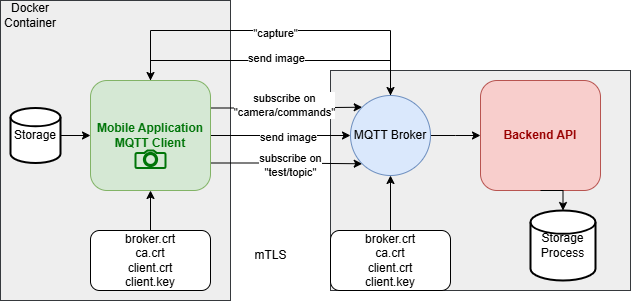 Docker
Container
"capture"
send image
Storage
Mobile Application
MQTT Client
subscribe on
"camera/commands"
send image
subscribe on
"test/topic"
MQTT Broker
Backend API
Storage
Process
broker.crt
ca.crt
client.crt
client.key
mTLS
broker.crt
ca.crt
client.crt
client.key